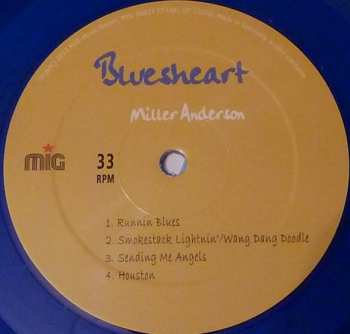 Bluesheart
Miller Anderson
MiG
33
RPM
1. Runnin Blues
2. Smokestack Lightnin'/Wang Dang Doodle
3. Sending Me Angels
4. Houston